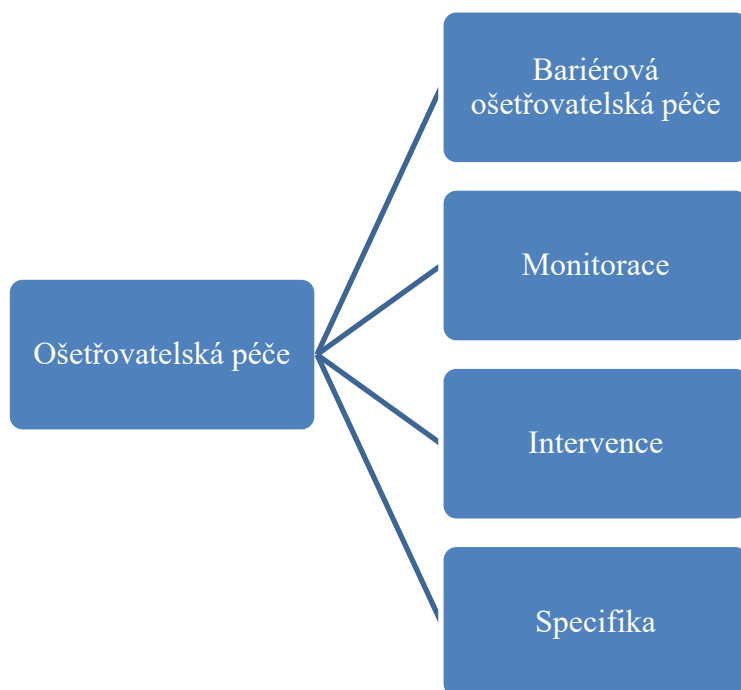 Bariérová
ošetřovatelská péče
Monitorace
Ošetřovatelská péče
Intervence
Specifika